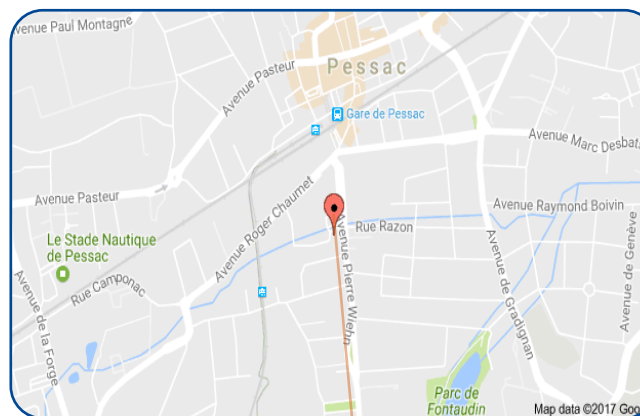 Avenue Paul Montagne
Avenue Pasteur
Pessac
Gare de Pessac
Avenue Marc Desbat
Avenue Pasteur
Avenue Roger Chaumet
Avenue Raymond Boivin
Rue Razon
Le Stade Nautique
de Pessac
Rue Camponac
Avenue Pierre Wiehn
Avenue de la Forge
Avenue de Gradignan
Avenue de Genève
Parc de
Fontaudin
Map data ©2017 Goo